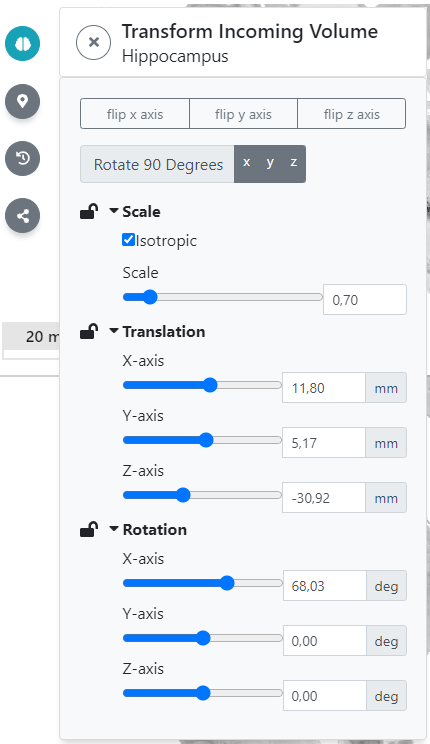 Transform Incoming Volume
Hippocampus
flip x axis flip y axis flip z axis
Rotate 90 Degrees x y z
Scale
Isotropic
Scale
0,70
20 m
Translation
X-axis
11,80 mm
Y-axis
5,17 mm
Z-axis
-30,92 mm
Rotation
X-axis
68,03 deg
Y-axis
0,00 deg
Z-axis
0,00 deg